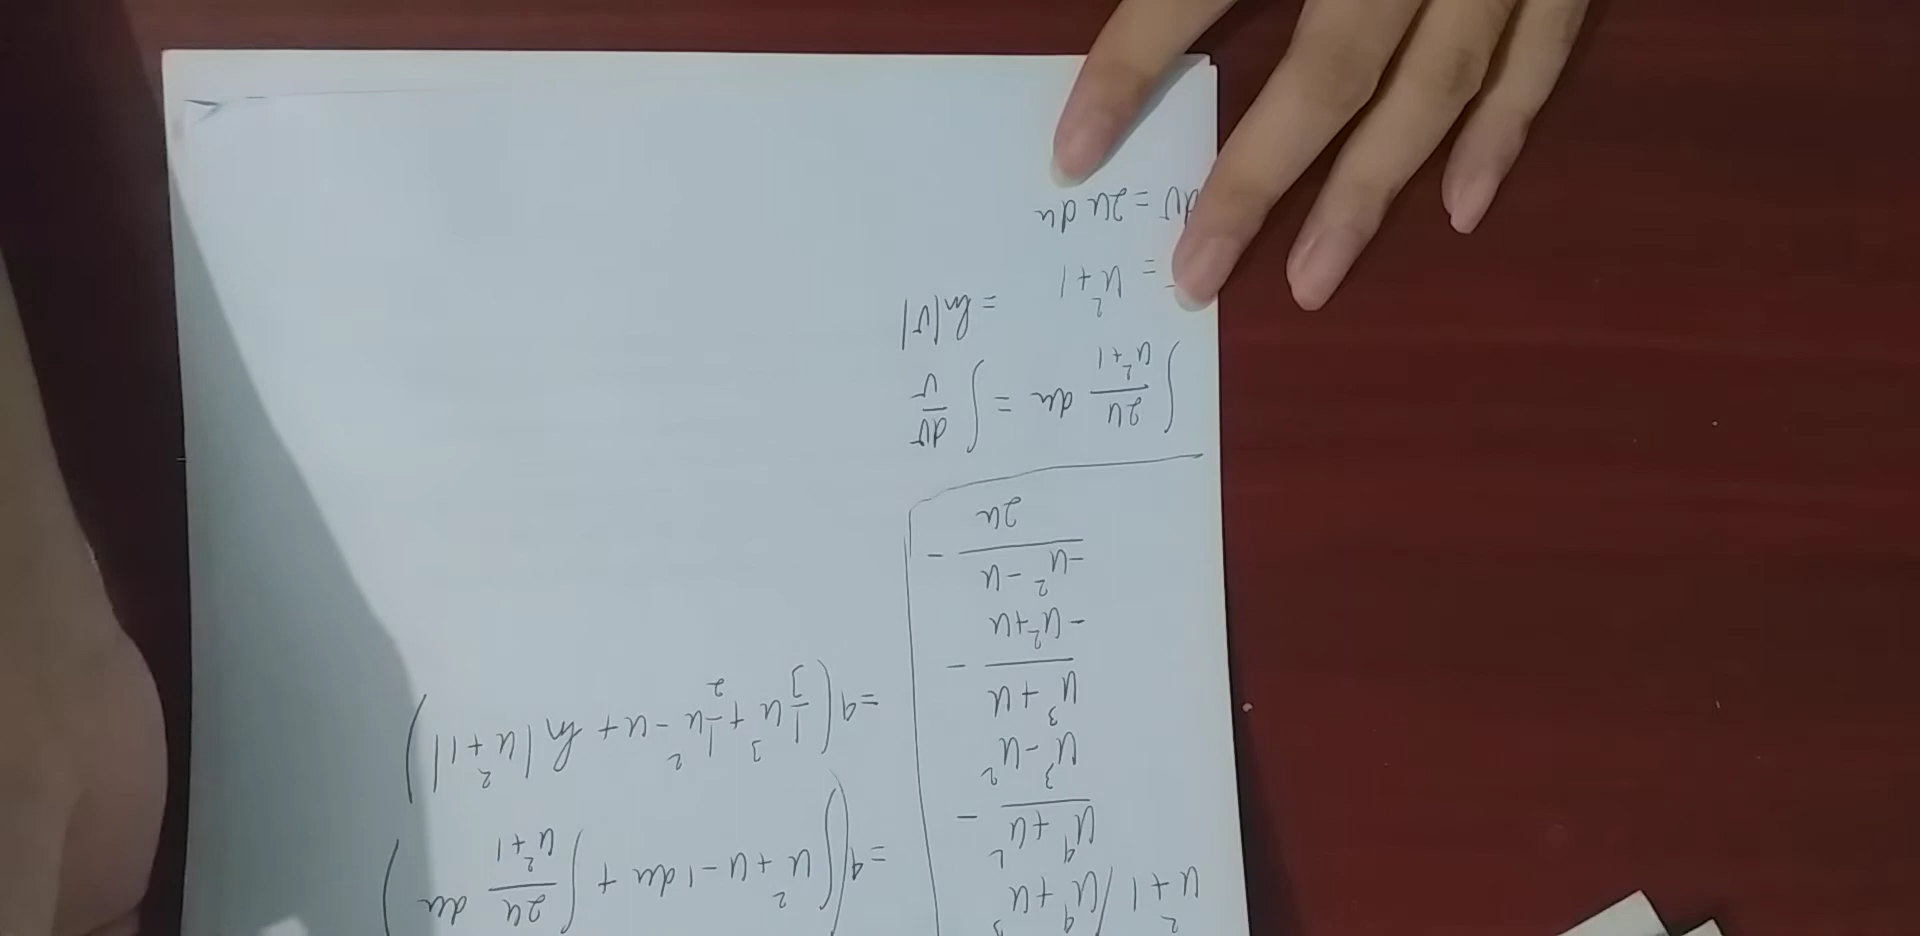 u²+1 / u⁴+u³
u⁴+u² -
u³-u²
u³+u -
-u²+u
-u²-u -
2u
=4(∫u²+u-1du + ∫2u/u²+1 du)
=4(1/3 u³ + 1/2 u² - u + ln|u²+1|)
∫2u/u²+1 du = ∫dv/v
= u²+1 = ln|v|
dv = 2u du